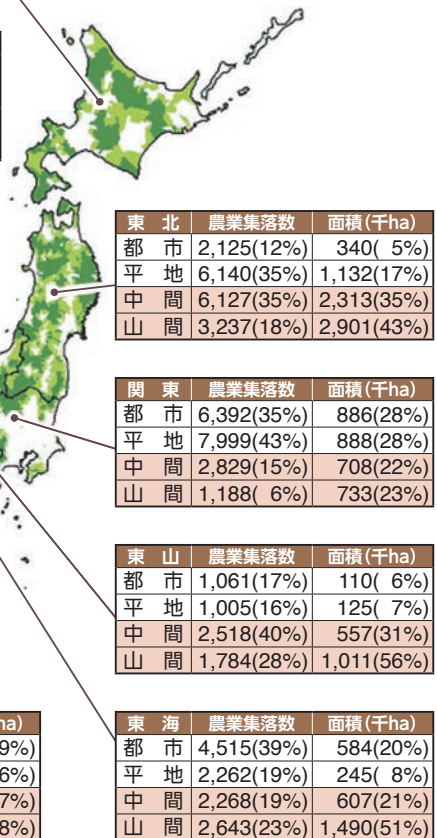 東 北 農業集落数 面積(千ha)
都 市 2,125(12%) 340( 5%)
平 地 6,140(35%) 1,132(17%)
中 間 6,127(35%) 2,313(35%)
山 間 3,237(18%) 2,901(43%)
関 東 農業集落数 面積(千ha)
都 市 6,392(35%) 886(28%)
平 地 7,999(43%) 888(28%)
中 間 2,829(15%) 708(22%)
山 間 1,188( 6%) 733(23%)
東 山 農業集落数 面積(千ha)
都 市 1,061(17%) 110( 6%)
平 地 1,005(16%) 125( 7%)
中 間 2,518(40%) 557(31%)
山 間 1,784(28%) 1,011(56%)
ha)
9%)
6%)
7%)
8%)
東 海 農業集落数 面積(千ha)
都 市 4,515(39%) 584(20%)
平 地 2,262(19%) 245( 8%)
中 間 2,268(19%) 607(21%)
山 間 2,643(23%) 1,490(51%)